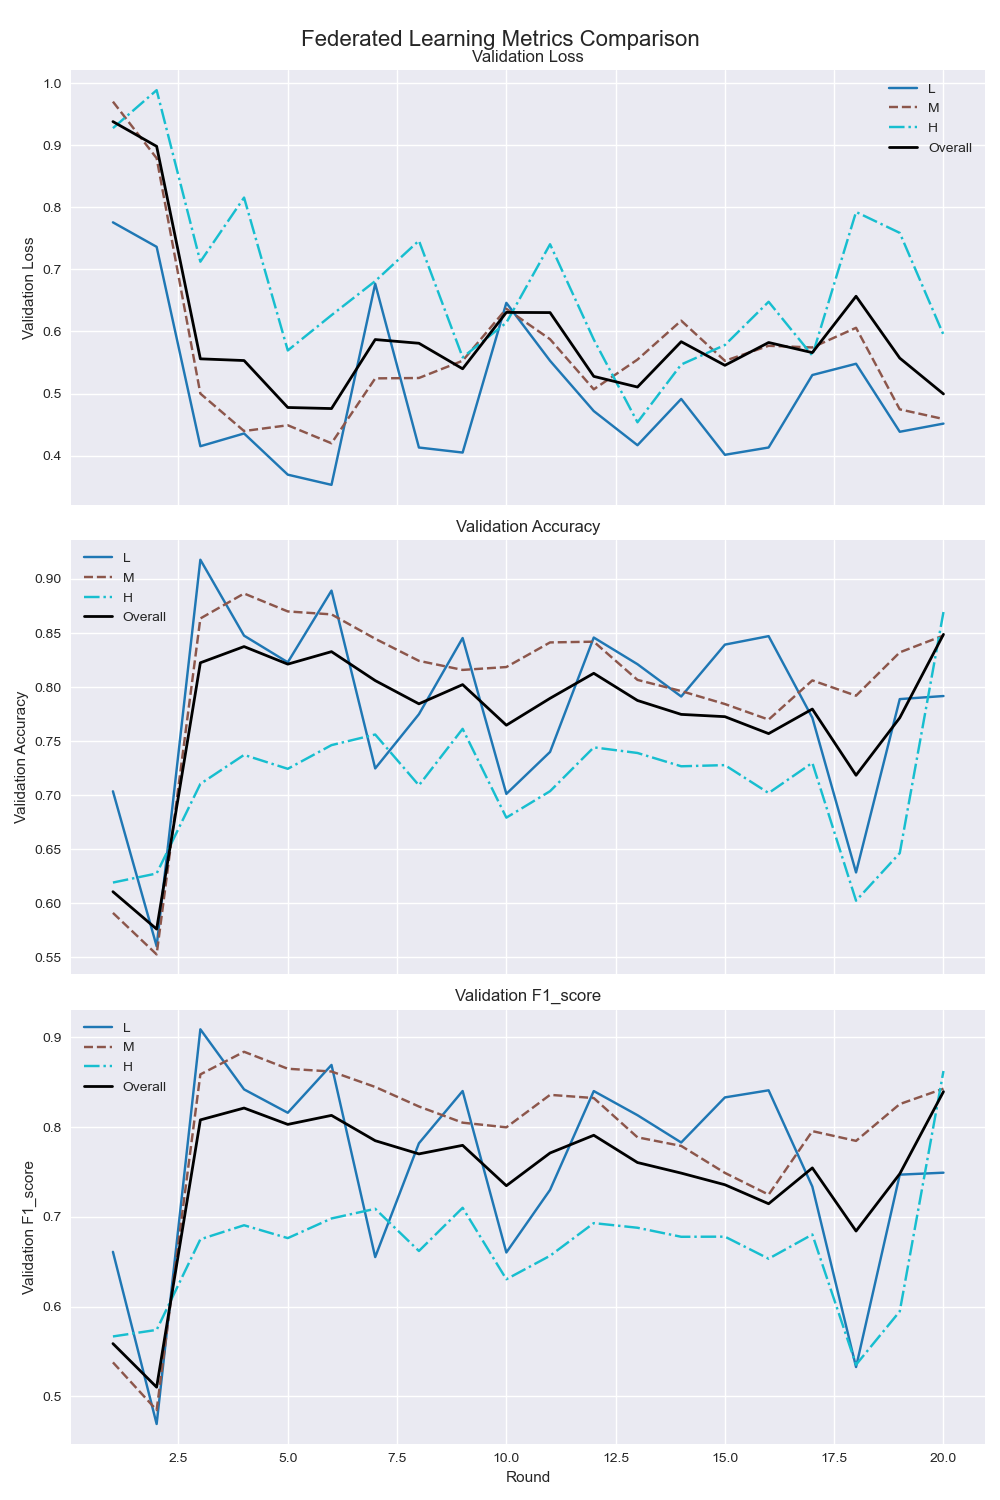 Federated Learning Metrics Comparison
Validation Loss
1.0
0.9
0.8
0.7
0.6
0.5
0.4
Validation Loss
L
M
H
Overall
Validation Accuracy
0.90
0.85
0.80
0.75
0.70
0.65
0.60
0.55
Validation Accuracy
L
M
H
Overall
Validation F1_score
0.9
0.8
0.7
0.6
0.5
Validation F1_score
L
M
H
Overall
2.5 5.0 7.5 10.0 12.5 15.0 17.5 20.0
Round